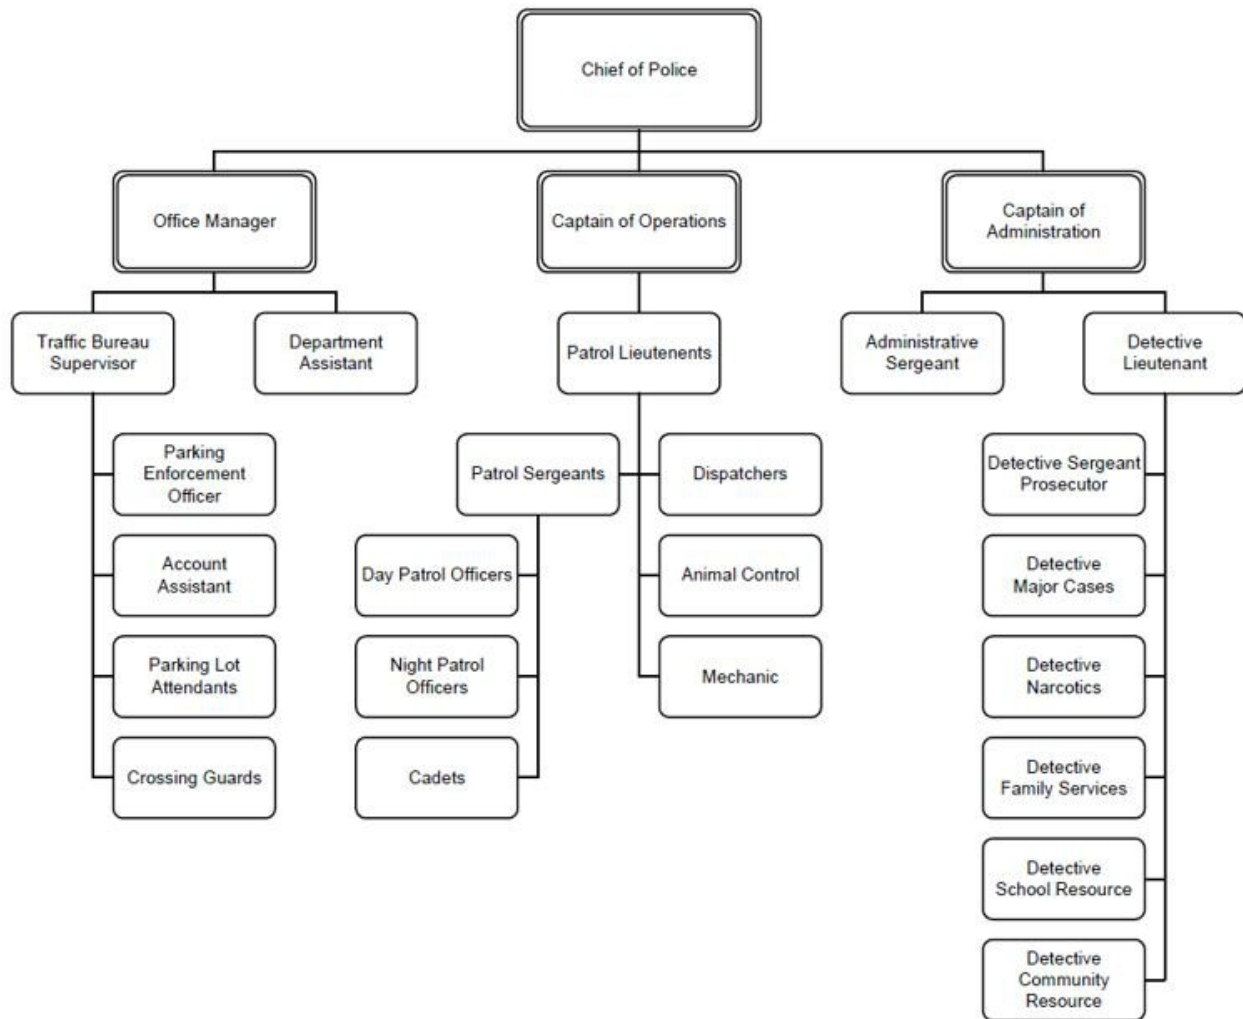 Chief of Police
Office Manager
Captain of Operations
Captain of
Administration
Traffic Bureau
Supervisor
Department
Assistant
Patrol Lieutenents
Administrative
Sergeant
Detective
Lieutenant
Parking
Enforcement
Officer
Patrol Sergeants
Dispatchers
Detective Sergeant
Prosecutor
Account
Assistant
Day Patrol Officers
Animal Control
Detective
Major Cases
Parking Lot
Attendants
Night Patrol
Officers
Mechanic
Detective
Narcotics
Crossing Guards
Cadets
Detective
Family Services
Detective
School Resource
Detective
Community
Resource